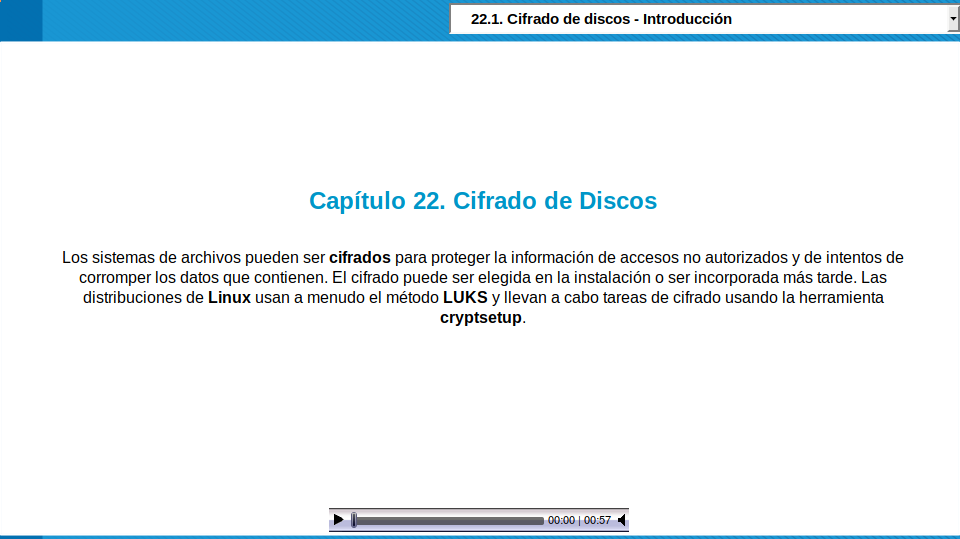 22.1. Cifrado de discos - Introducción
Capítulo 22. Cifrado de Discos
Los sistemas de archivos pueden ser cifrados para proteger la información de accesos no autorizados y de intentos de
corromper los datos que contienen. El cifrado puede ser elegida en la instalación o ser incorporada más tarde. Las
distribuciones de Linux usan a menudo el método LUKS y llevan a cabo tareas de cifrado usando la herramienta
cryptsetup.
00:00 | 00:57